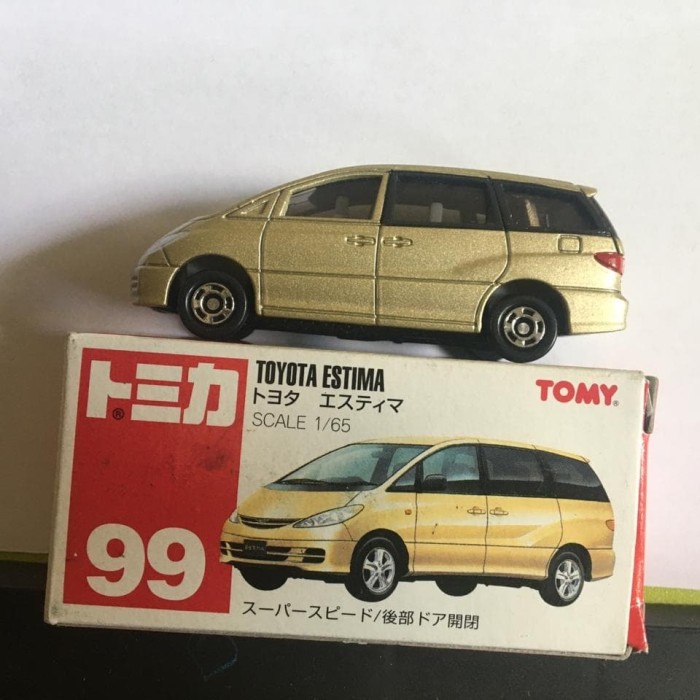 トミカ®
TOYOTA ESTIMA
トヨタ エスティマ
SCALE 1/65
TOMY®
99
スーパースピード/後部ドア開閉